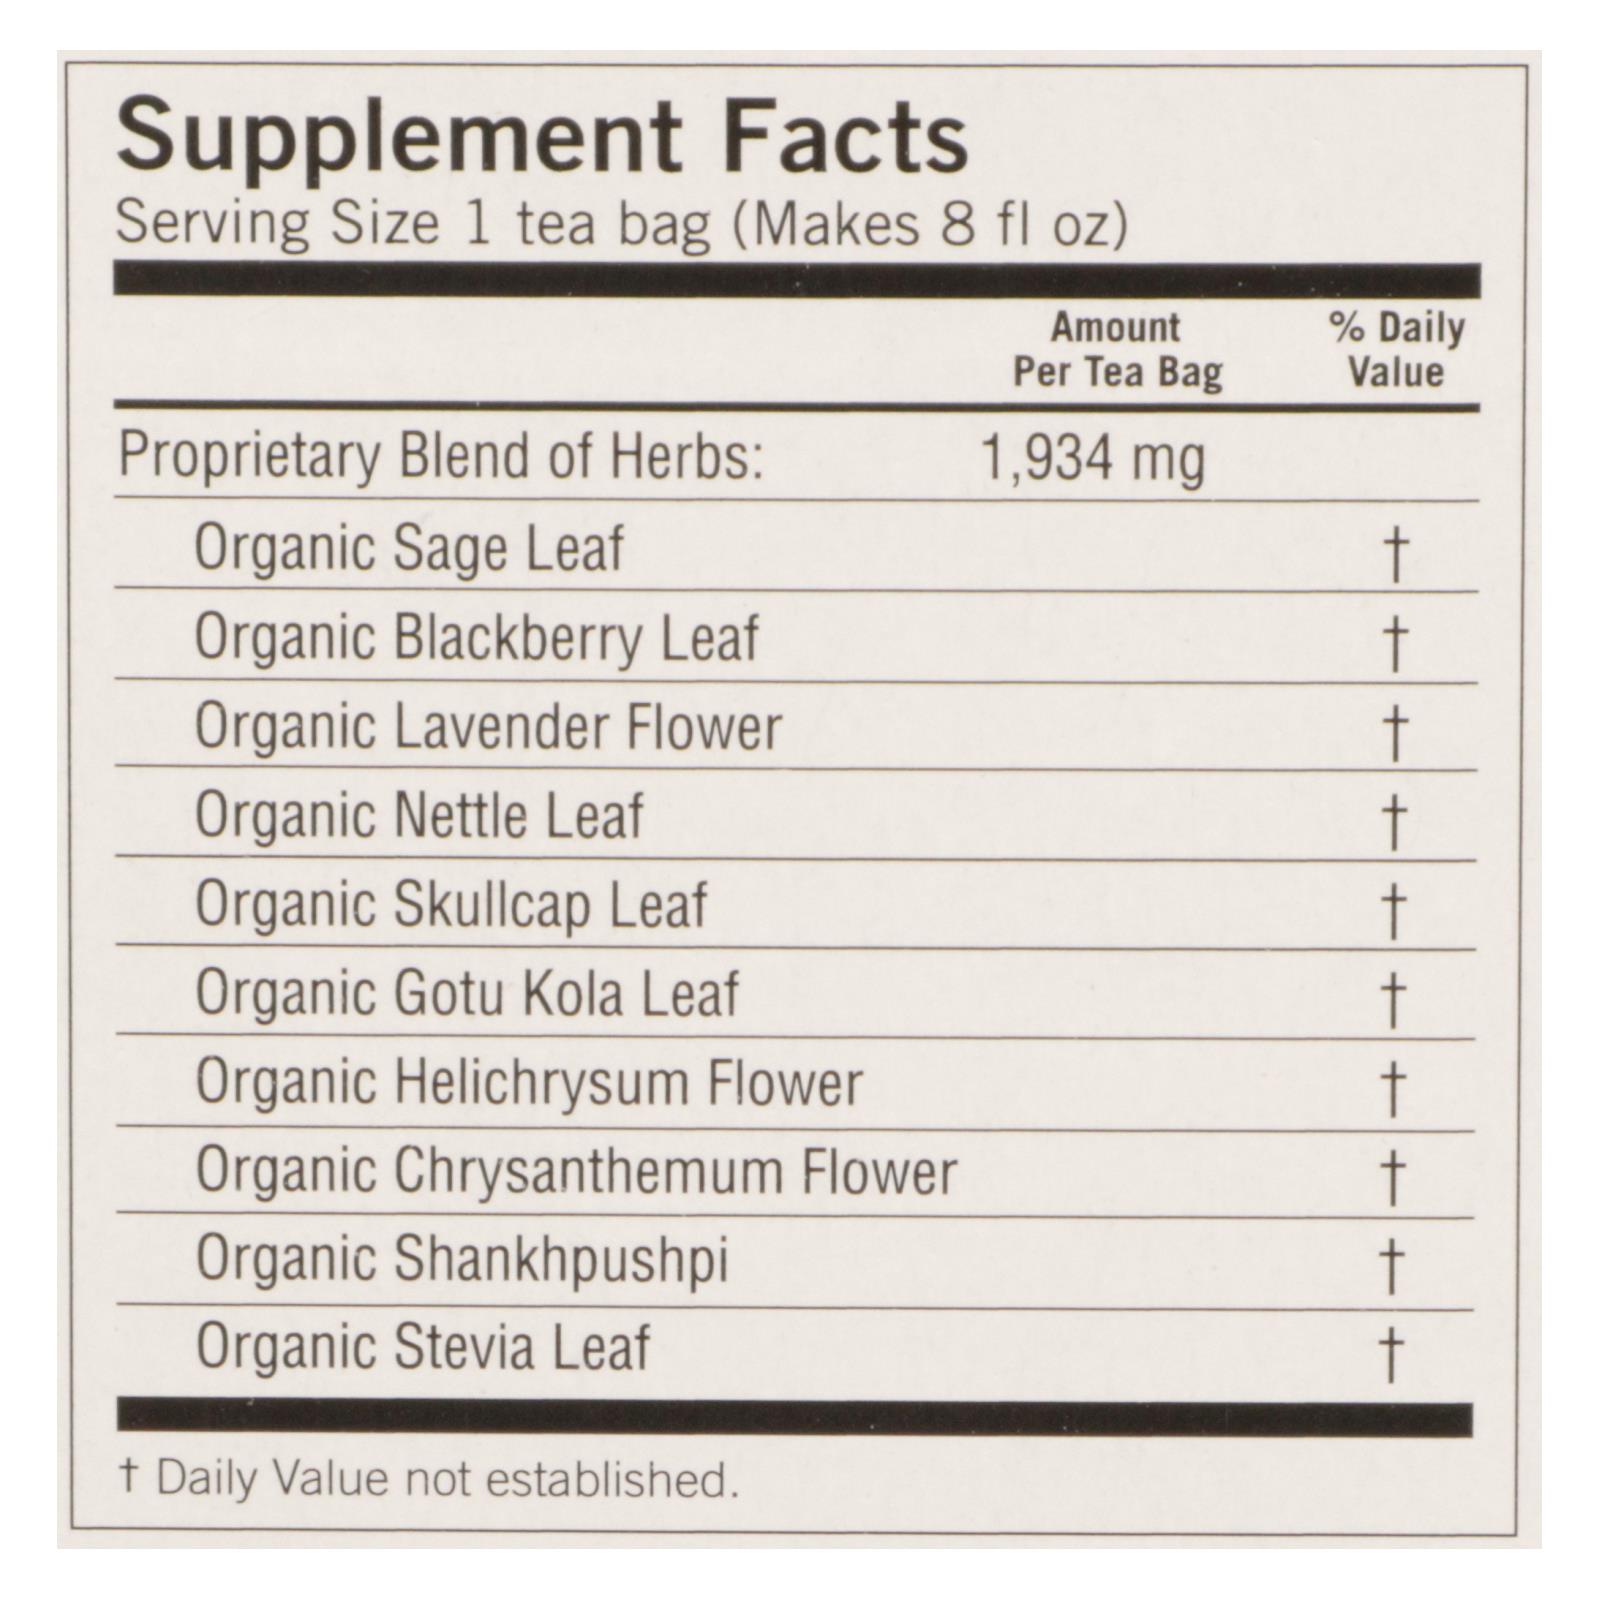 Supplement Facts
Serving Size 1 tea bag (Makes 8 fl oz)
Amount Per Tea Bag % Daily Value
Proprietary Blend of Herbs: 1,934 mg
Organic Sage Leaf †
Organic Blackberry Leaf †
Organic Lavender Flower †
Organic Nettle Leaf †
Organic Skullcap Leaf †
Organic Gotu Kola Leaf †
Organic Helichrysum Flower †
Organic Chrysanthemum Flower †
Organic Shankhpushpi †
Organic Stevia Leaf †
† Daily Value not established.